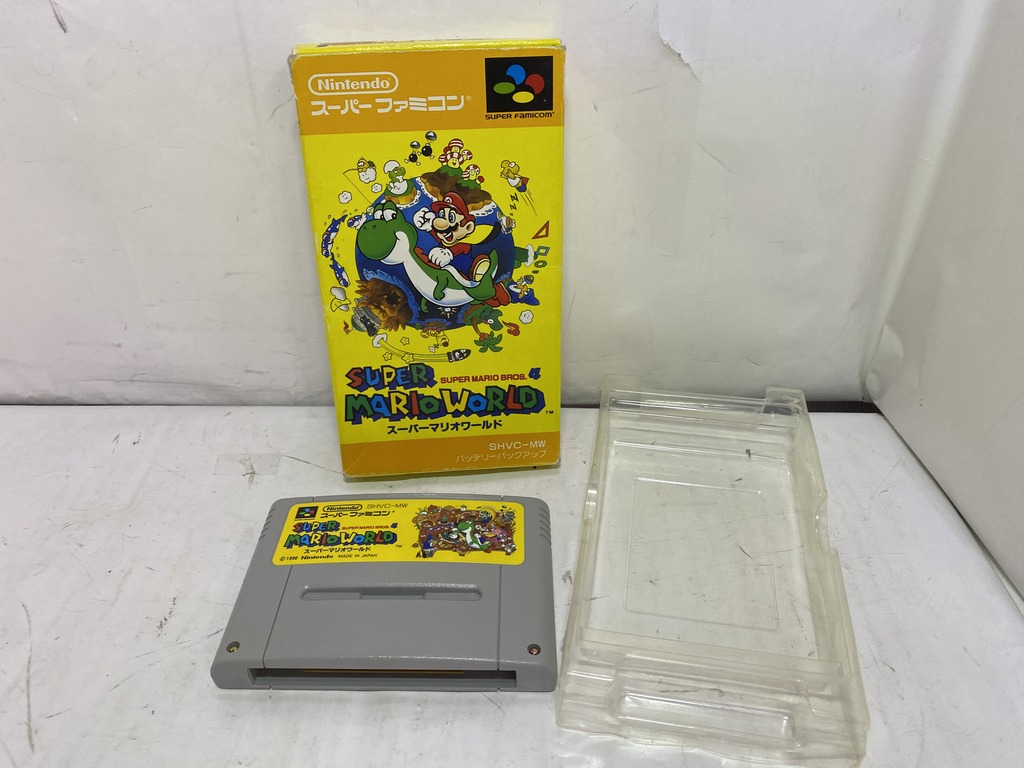 Nintendo
スーパーファミコン®
SUPER FAMICOM
zzz
SUPER MARIO BROS. 4
SUPER
MARIO WORLD™
スーパーマリオワールド
SHVC-MW
バッテリーバックアップ
Nintendo SHVC-MW
スーパーファミコン
SUPER MARIO BROS. 4
SUPER
MARIO WORLD™
スーパーマリオワールド
©1990 Nintendo MADE IN JAPAN